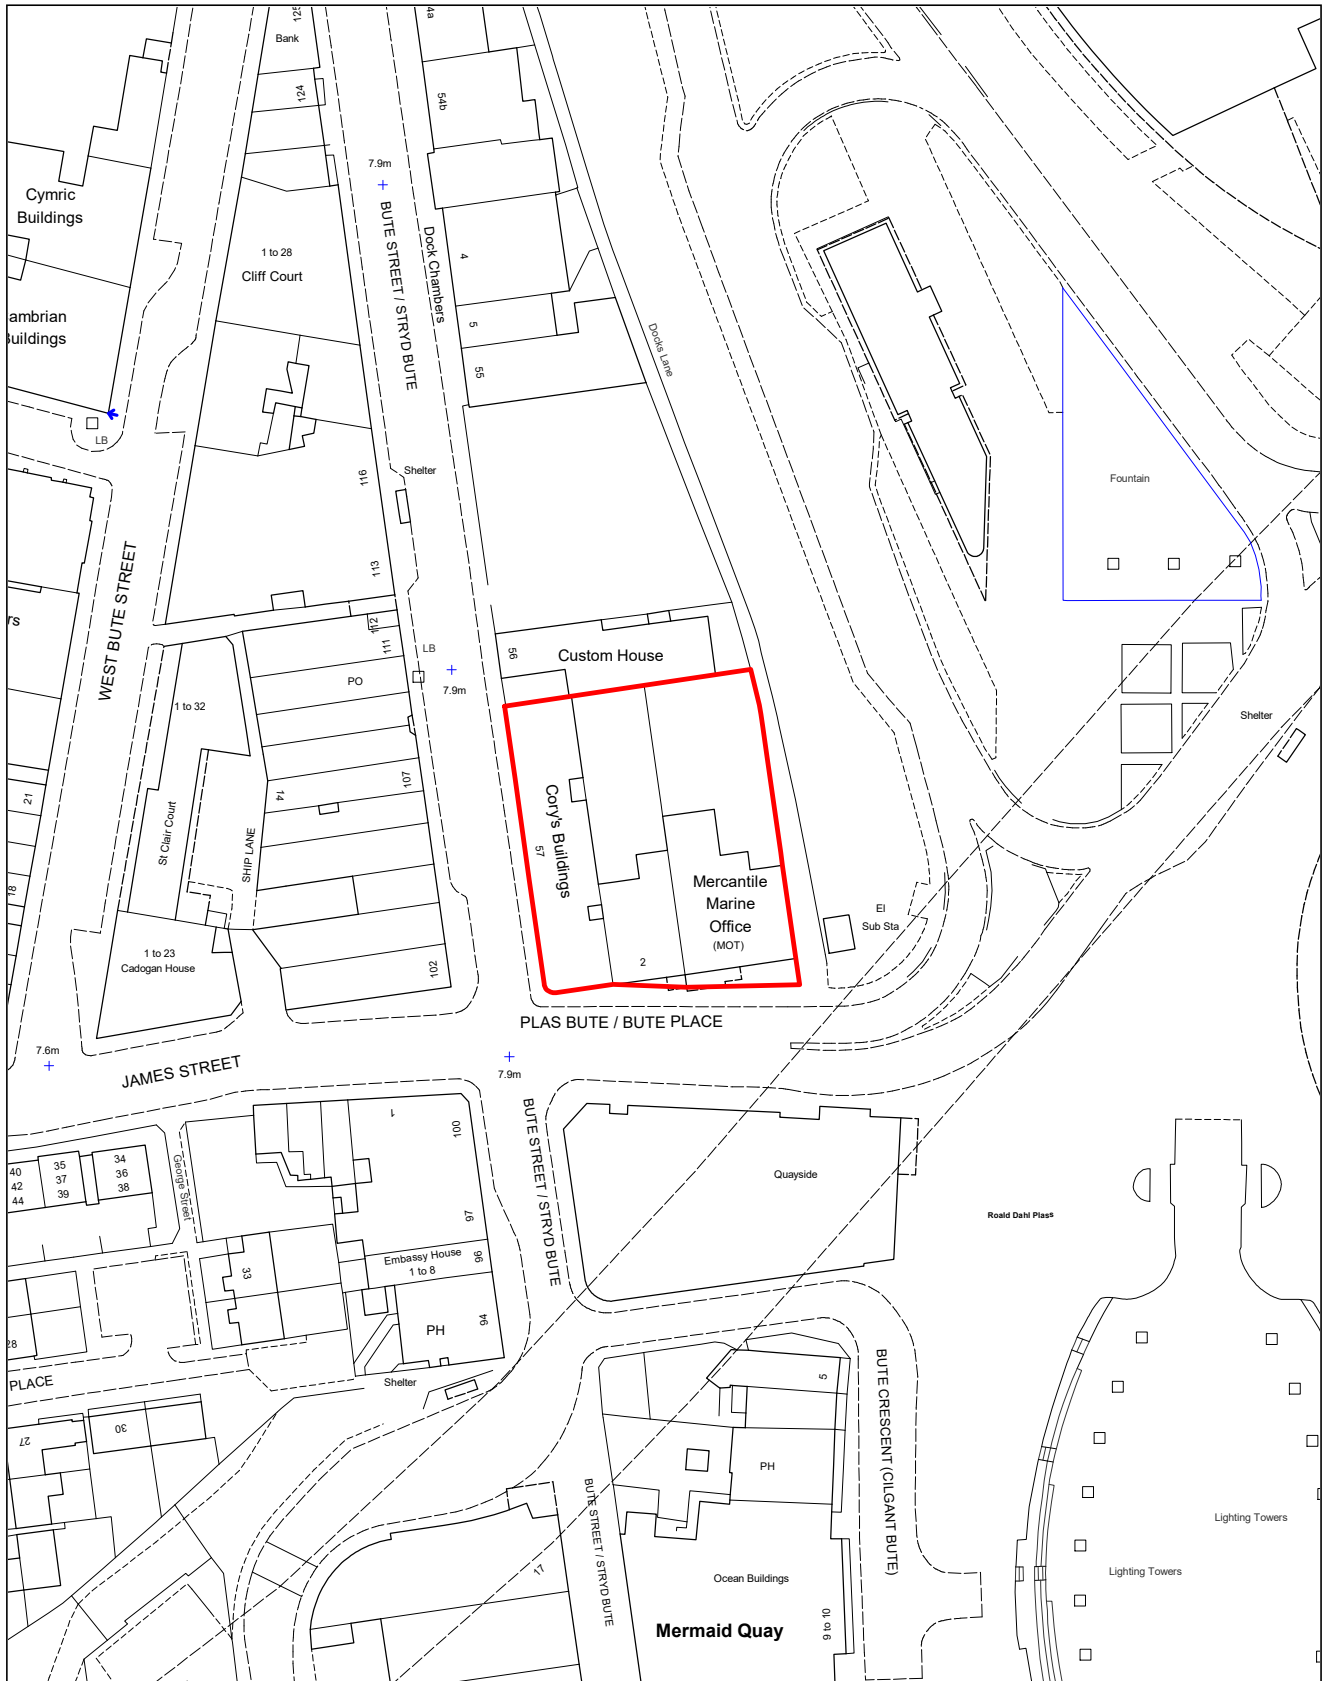 125
Bank
124
4a
54b
7.9m
Cymric
Buildings
BUTE STREET / STRYD BUTE
Dock Chambers
4
1 to 28
Cliff Court
5
55
Docks Lane
ambrian
Buildings
LB
116
Shelter
Fountain
113
WEST BUTE STREET
rs
112
111
LB
56
Custom House
PO
7.9m
1 to 32
Shelter
21
14
107
St Clair Court
SHIP LANE
Cory's Buildings
57
18
Mercantile
Marine
Office
(MOT)
El
Sub Sta
1 to 23
Cadogan House
102
2
PLAS BUTE / BUTE PLACE
7.6m
JAMES STREET
7.9m
BUTE STREET / STRYD BUTE
1
100
40
42
44
35
37
39
34
36
38
George Street
Quayside
97
Roald Dahl Plass
33
Embassy House
1 to 8
96
94
PH
28
PLACE
Shelter
5
BUTE CRESCENT (CILGANT BUTE)
27
30
PH
BUTE STREET / STRYD BUTE
Lighting Towers
17
Ocean Buildings
Lighting Towers
9 to 10
Mermaid Quay